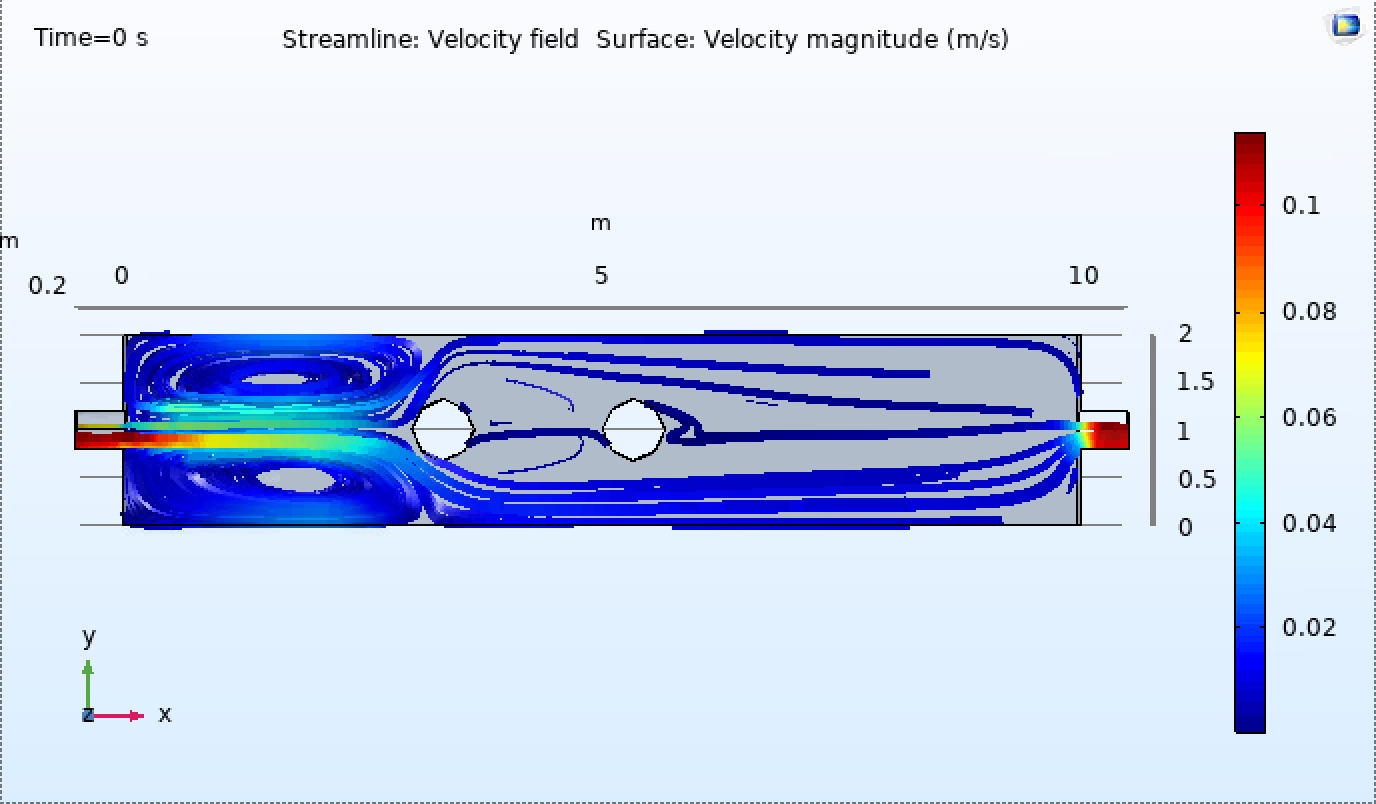 Time=0 s
Streamline: Velocity field Surface: Velocity magnitude (m/s)
m
m
0.2
0
5
10
2
1.5
1
0.5
0
0.1
0.08
0.06
0.04
0.02
y
z
x